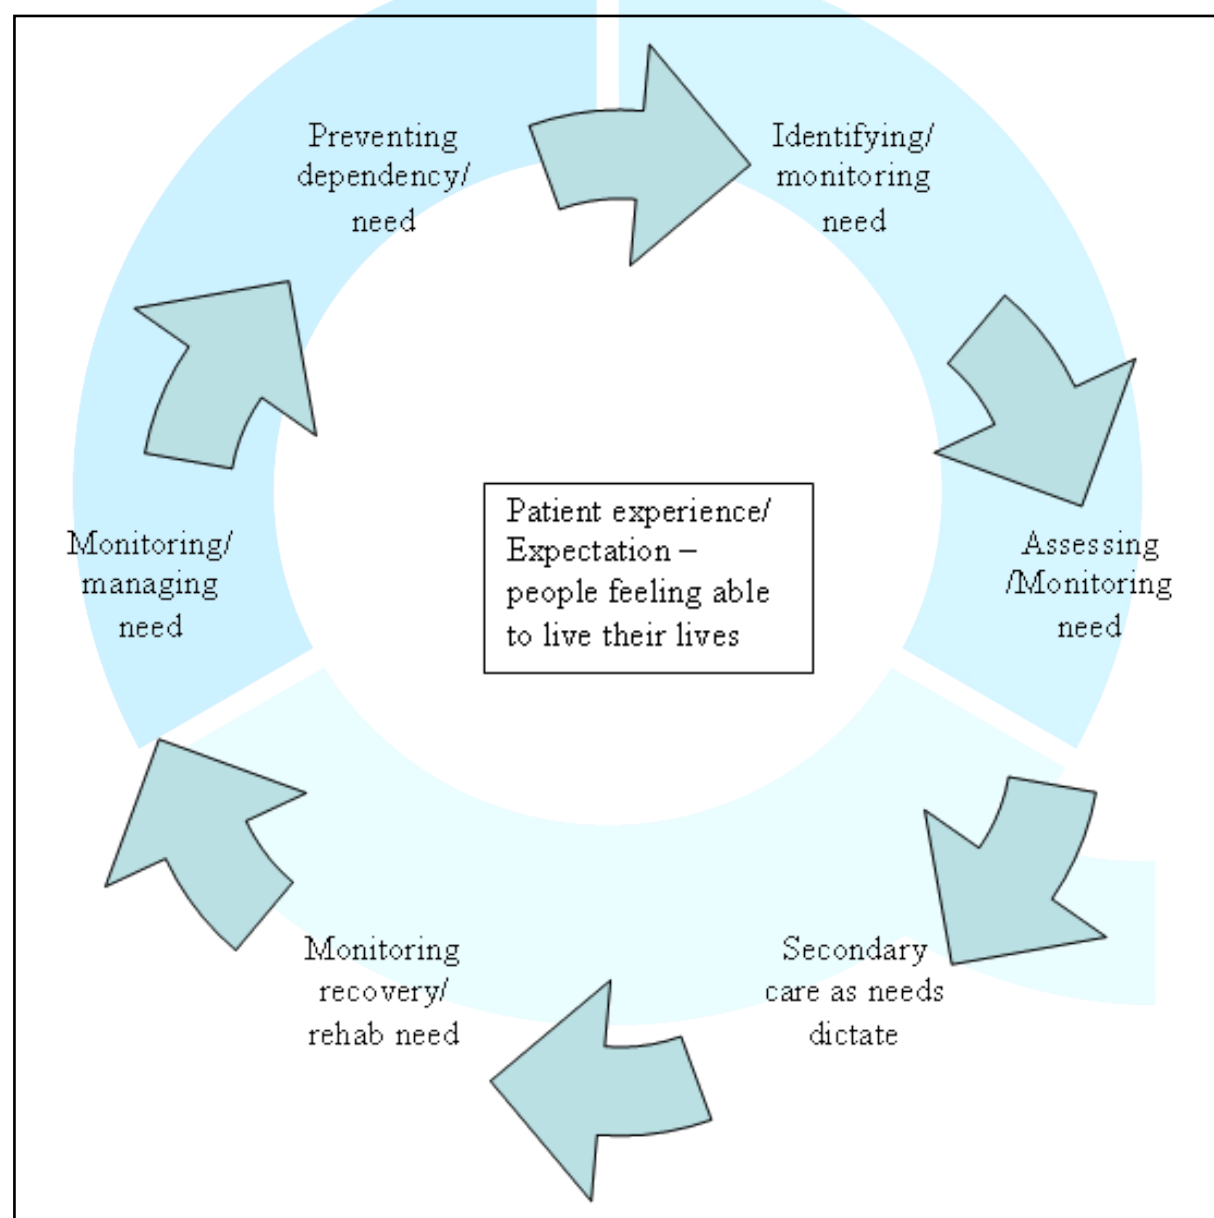 Preventing
dependency/
need
Identifying/
monitoring
need
Assessing
/Monitoring
need
Secondary
care as needs
dictate
Monitoring
recovery/
rehab need
Monitoring/
managing
need
Patient experience/
Expectation –
people feeling able
to live their lives